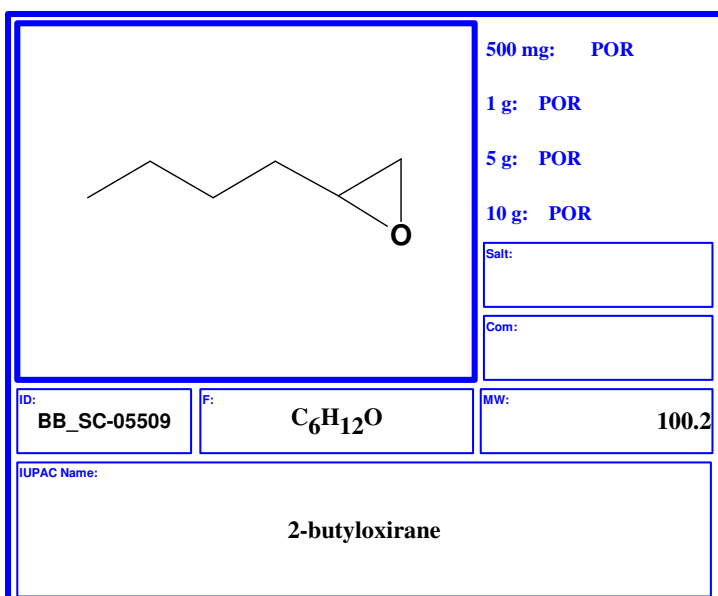 500 mg: POR
1 g: POR
5 g: POR
10 g: POR
O
Salt:
Com:
ID:
BB_SC-05509
F:
C6H12O
MW:
100.2
IUPAC Name:
2-butyloxirane